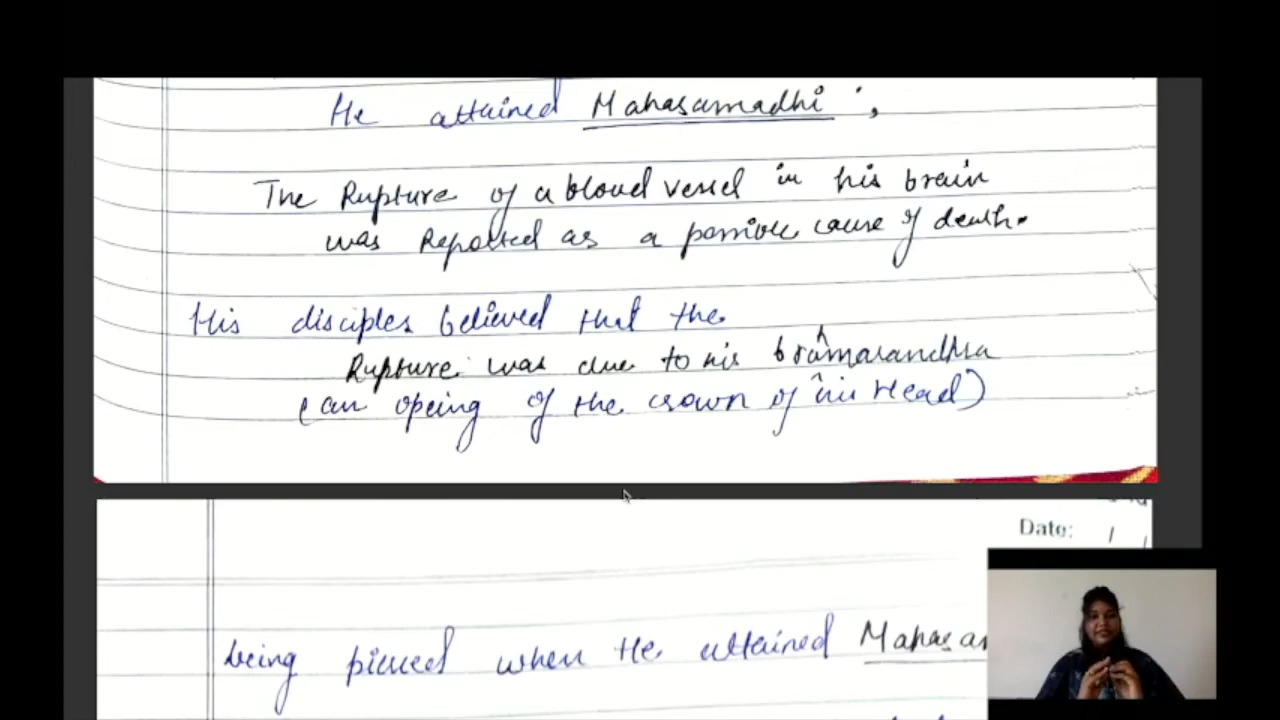 He attained Mahasamadhi ;
The Rupture of a blood vessel in his brain
was Reported as a possible cause of death.
His disciples believed that the
Rupture was due to his bramarandhra
(an opeing of the crown of his Head)
Date: / /
being pierced when He attained Mahasam